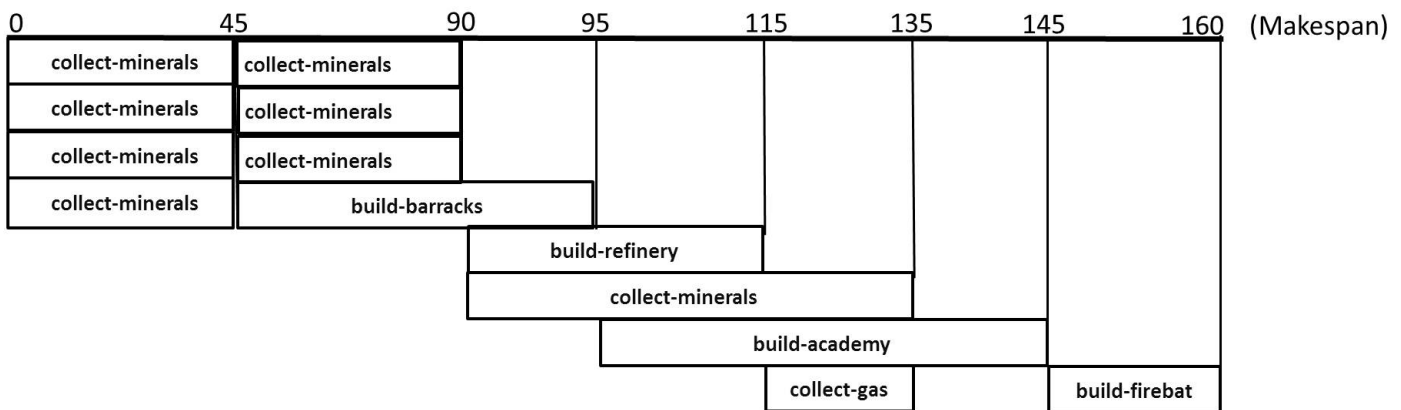 0 45 90 95 115 135 145 160 (Makespan)
collect-minerals collect-minerals
collect-minerals collect-minerals
collect-minerals collect-minerals
collect-minerals build-barracks
build-refinery
collect-minerals
build-academy
collect-gas build-firebat